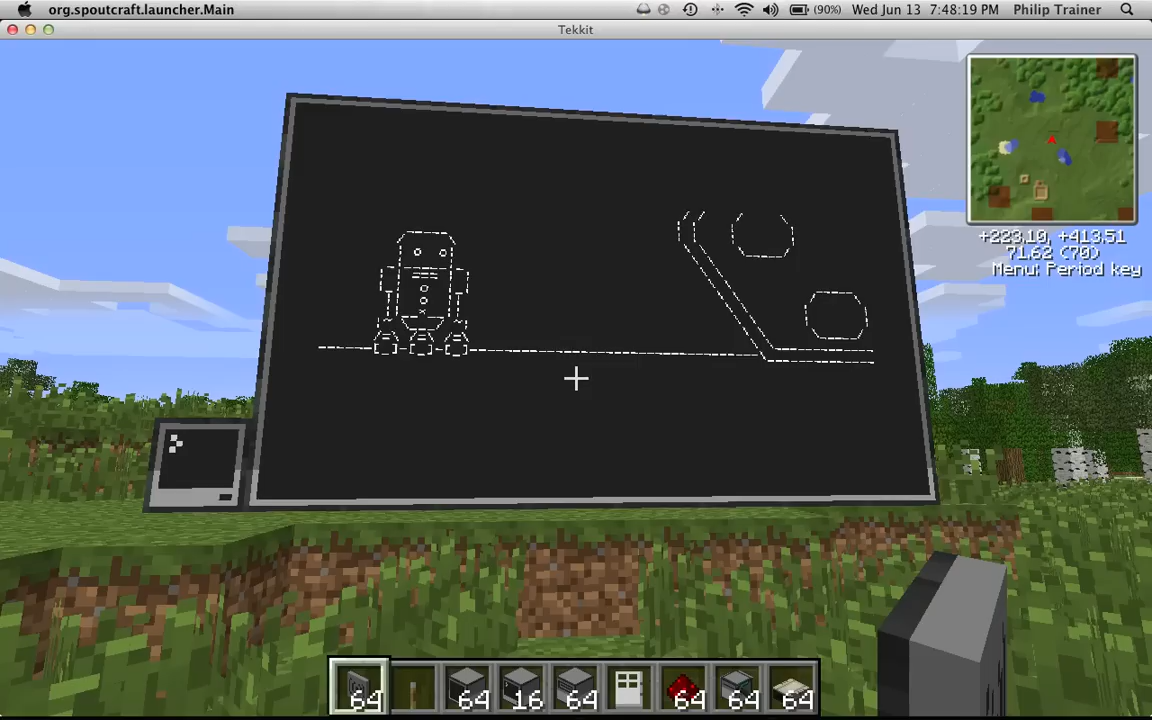 org.spoutcraft.launcher.Main
(90%) Wed Jun 13 7:48:19 PM Philip Trainer
Tekkit
+223.10, +413.51
71.62 (70)
Menu: Period key
64 64 16 64 64 64 64